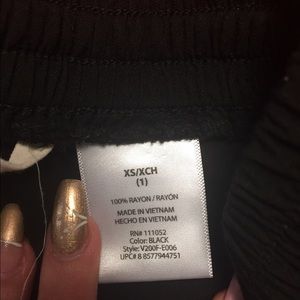 XS/XCH
(1)
100% RAYON / RAYÓN
MADE IN VIETNAM
HECHO EN VIETNAM
RN# 111052
Color: BLACK
Style: V200F-E006
UPC# 8 8577944751